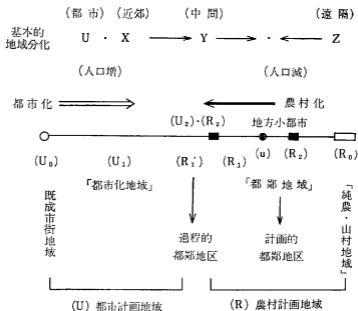 (都市) (近郊) (中間) (遠隔)
基本的
地域分化
U ・ X → Y → ・ ← Z
(人口増) (人口減)
都市化 農村化
(U₂)・(R₂) 地方小都市
(U₀) (U₁) (R₁') (R₁) (u) (R₂) (R₀)
「都市化地域」 「都鄙地域」
既成市街地域
「純農・山村地域」
過程的 計画的
都鄙地区 都鄙地区
(U) 都市計画地域 (R) 農村計画地域